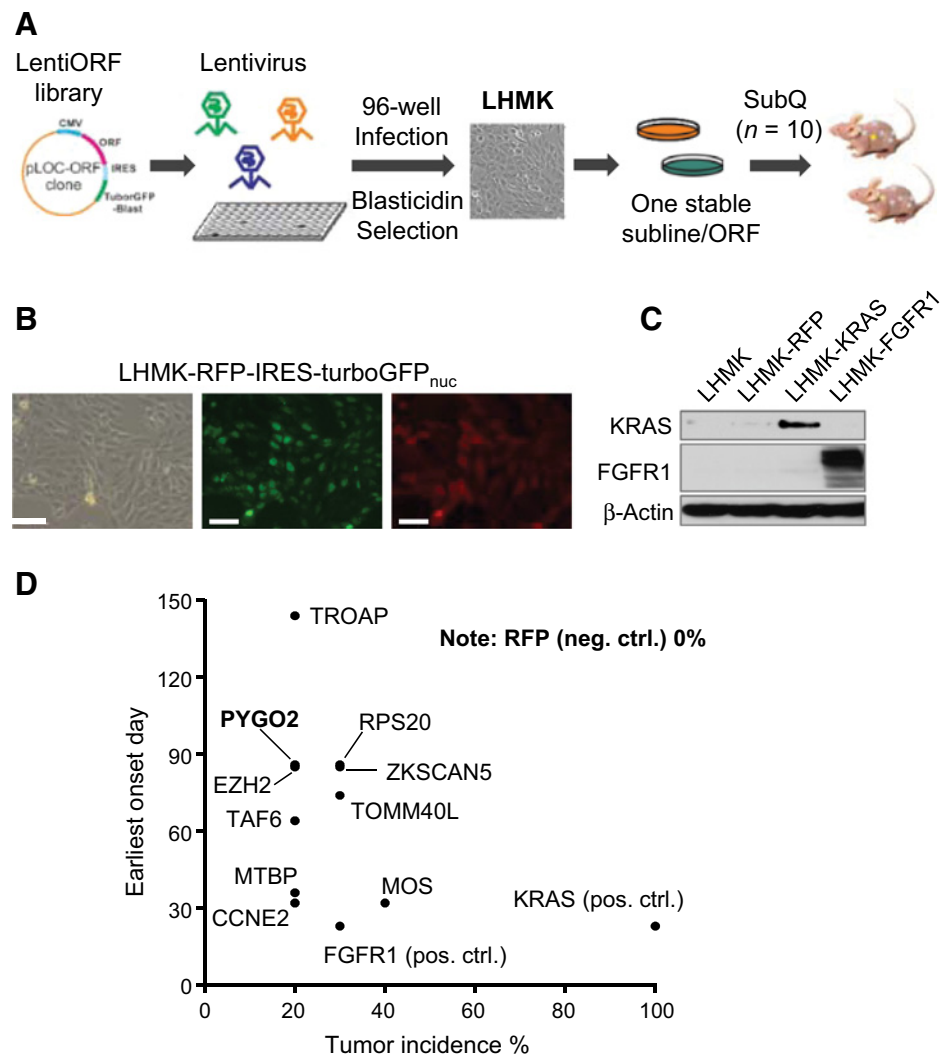 A
LentiORF
library
CMV
ORF
pLOC-ORF
clone
IRES
TuborGFP
-Blast
Lentivirus
96-well
Infection
Blasticidin
Selection
LHMK
One stable
subline/ORF
SubQ
(n = 10)
B
LHMK-RFP-IRES-turboGFPnuc
C
LHMK
LHMK-RFP
LHMK-KRAS
LHMK-FGFR1
KRAS
FGFR1
β-Actin
D
Earliest onset day
150
120
90
60
30
0
TROAP
Note: RFP (neg. ctrl.) 0%
PYGO2
RPS20
EZH2
ZKSCAN5
TAF6
TOMM40L
MTBP
MOS
KRAS (pos. ctrl.)
CCNE2
FGFR1 (pos. ctrl.)
0 20 40 60 80 100
Tumor incidence %